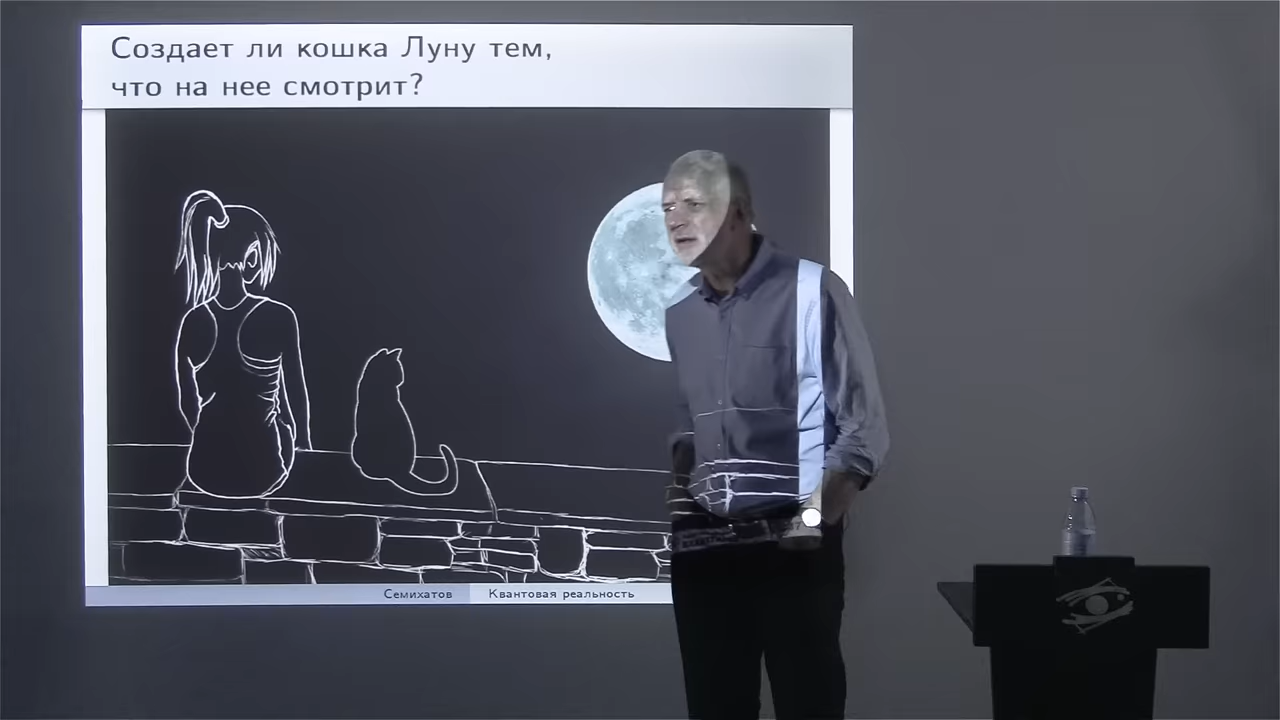 Создает ли кошка Луну тем,
что на нее смотрит?
Семихатов
Квантовая реальность